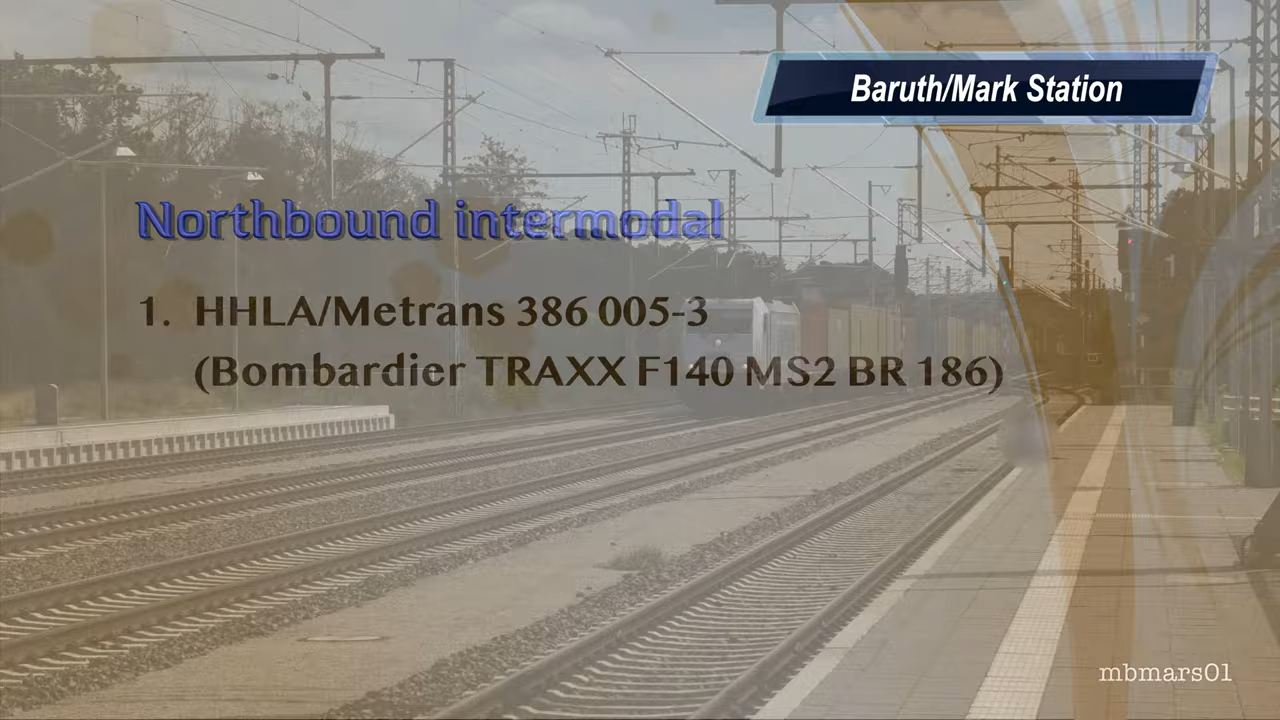 Baruth/Mark Station
Northbound intermodal
1. HHLA/Metrans 386 005-3
(Bombardier TRAXX F140 MS2 BR 186)
mbmars01